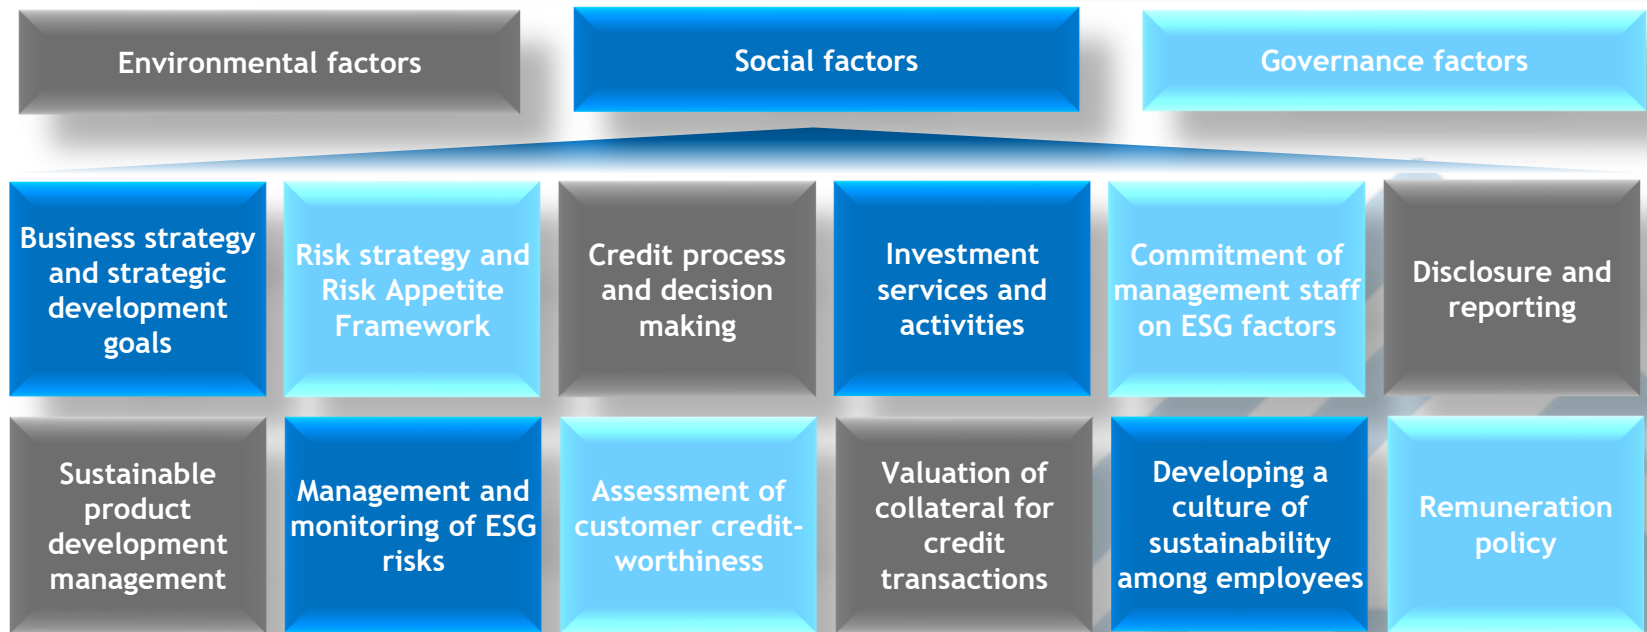 Environmental factors
Social factors
Governance factors
Business strategy
and strategic
development
goals
Risk strategy and
Risk Appetite
Framework
Credit process
and decision
making
Investment
services and
activities
Commitment of
management staff
on ESG factors
Disclosure and
reporting
Sustainable
product
development
management
Management and
monitoring of ESG
risks
Assessment of
customer credit-
worthiness
Valuation of
collateral for
credit
transactions
Developing a
culture of
sustainability
among employees
Remuneration
policy